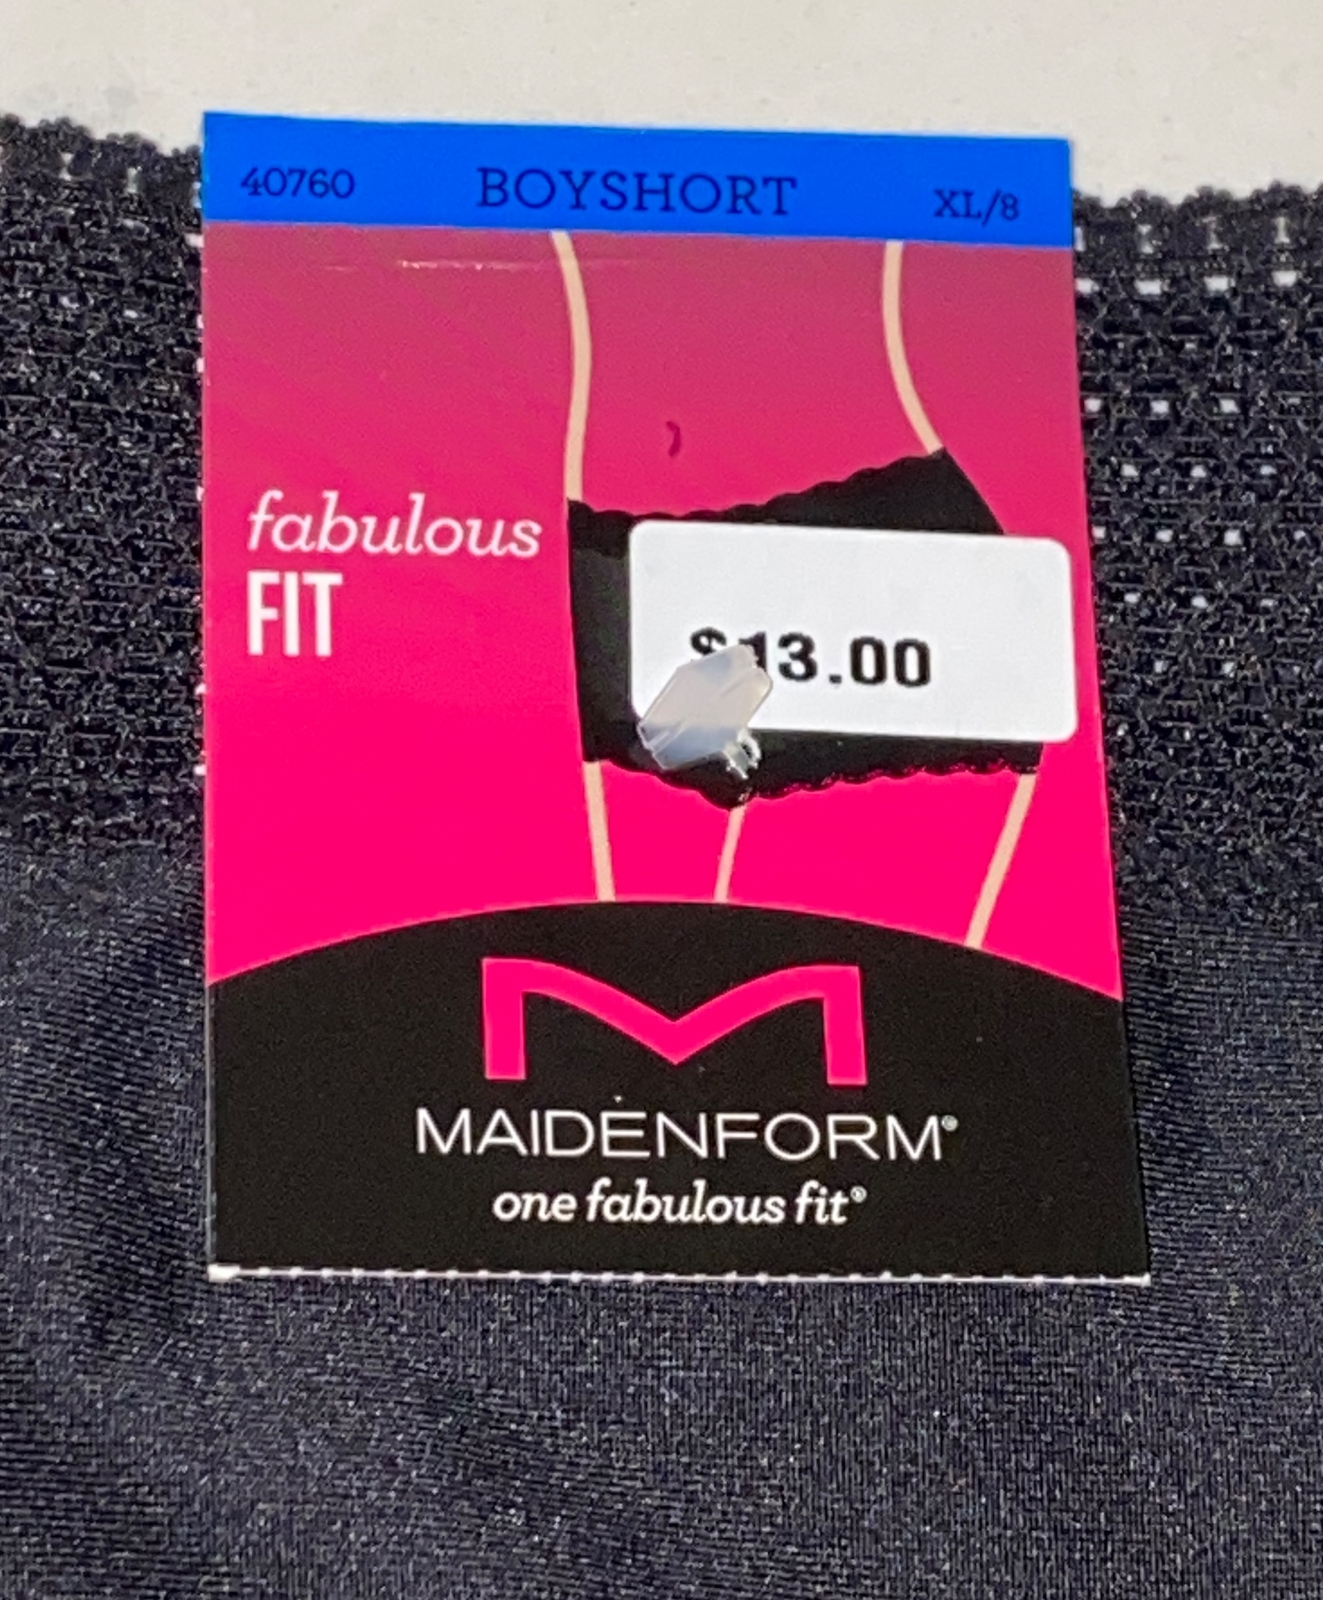 40760 BOYSHORT XL/8
fabulous
FIT
$13.00
MAIDENFORM®
one fabulous fit®